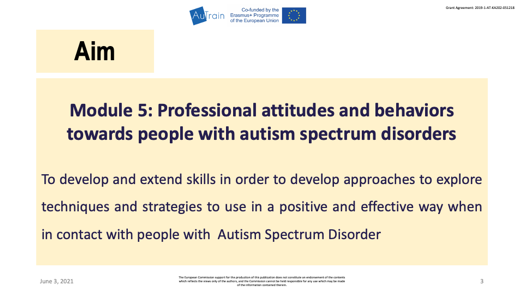 Grant Agreement: 2019-1-AT-KA202-051218
AuTrain
Co-funded by the
Erasmus+ Programme
of the European Union
Aim
Module 5: Professional attitudes and behaviors
towards people with autism spectrum disorders
To develop and extend skills in order to develop approaches to explore
techniques and strategies to use in a positive and effective way when
in contact with people with Autism Spectrum Disorder
June 3, 2021
The European Commission support for the production of this publication does not constitute an endorsement of the contents
which reflects the views only of the authors, and the Commission cannot be held responsible for any use which may be made
of the information contained therein.
3